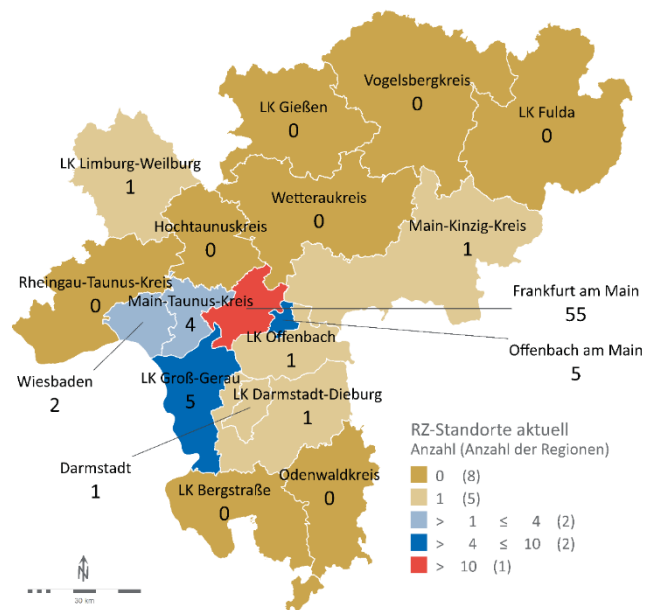 Vogelsbergkreis
0
LK Gießen
0
LK Fulda
0
LK Limburg-Weilburg
1
Wetteraukreis
0
Hochtaunuskreis
0
Main-Kinzig-Kreis
1
Rheingau-Taunus-Kreis
0
Main-Taunus-Kreis
4
Frankfurt am Main
55
LK Offenbach
1
Offenbach am Main
5
Wiesbaden
2
LK Groß-Gerau
5
LK Darmstadt-Dieburg
1
Darmstadt
1
LK Bergstraße
0
Odenwaldkreis
0
RZ-Standorte aktuell
Anzahl (Anzahl der Regionen)
0 (8)
1 (5)
> 1 ≤ 4 (2)
> 4 ≤ 10 (2)
> 10 (1)
N
30 km